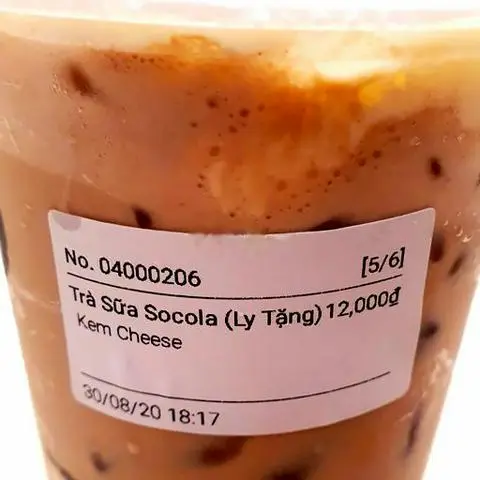 No. 04000206 [5/6]
Trà Sữa Socola (Ly Tặng) 12,000₫
Kem Cheese
30/08/20 18:17